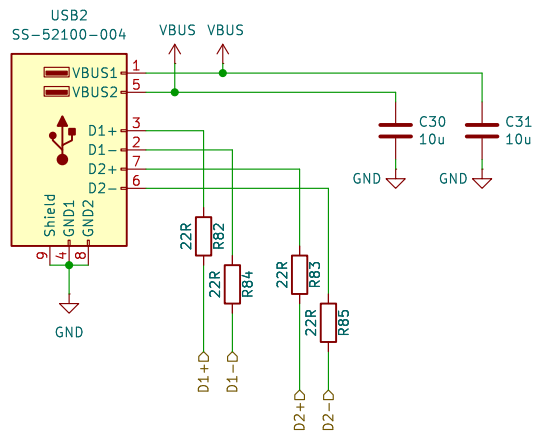 USB2
SS-52100-004
VBUS
VBUS
VBUS1
1
VBUS2
5
D1+
3
D1-
2
D2+
7
D2-
6
Shield
GND1
GND2
9
4
8
GND
C30
10u
C31
10u
GND
GND
22R
R82
22R
R84
22R
R83
22R
R85
D1+
D1-
D2+
D2-